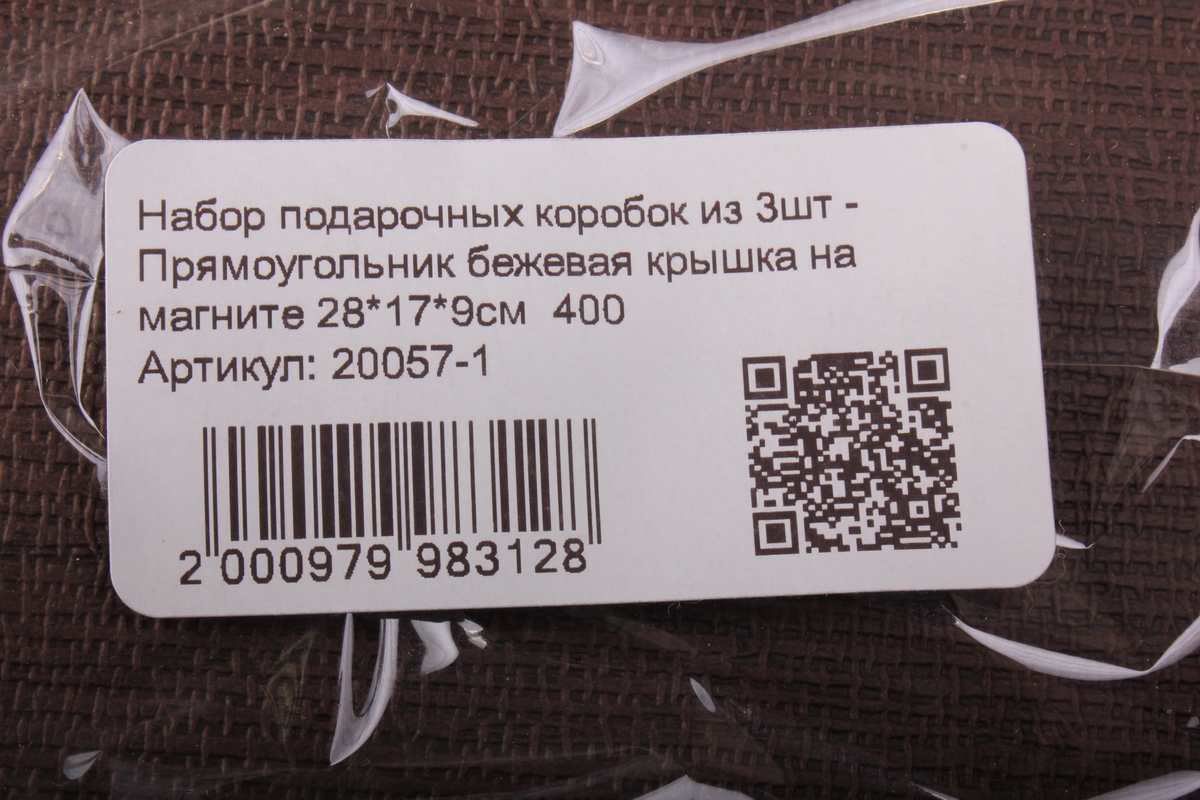 Набор подарочных коробок из 3шт -
Прямоугольник бежевая крышка на
магните 28*17*9см  400
Артикул: 20057-1
2 000979 983128